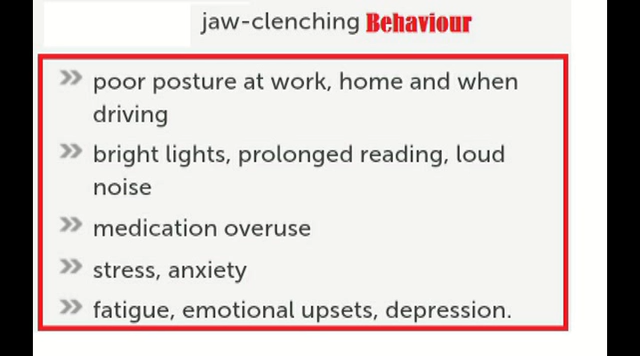 jaw-clenching Behaviour
» poor posture at work, home and when
driving
» bright lights, prolonged reading, loud
noise
» medication overuse
» stress, anxiety
» fatigue, emotional upsets, depression.